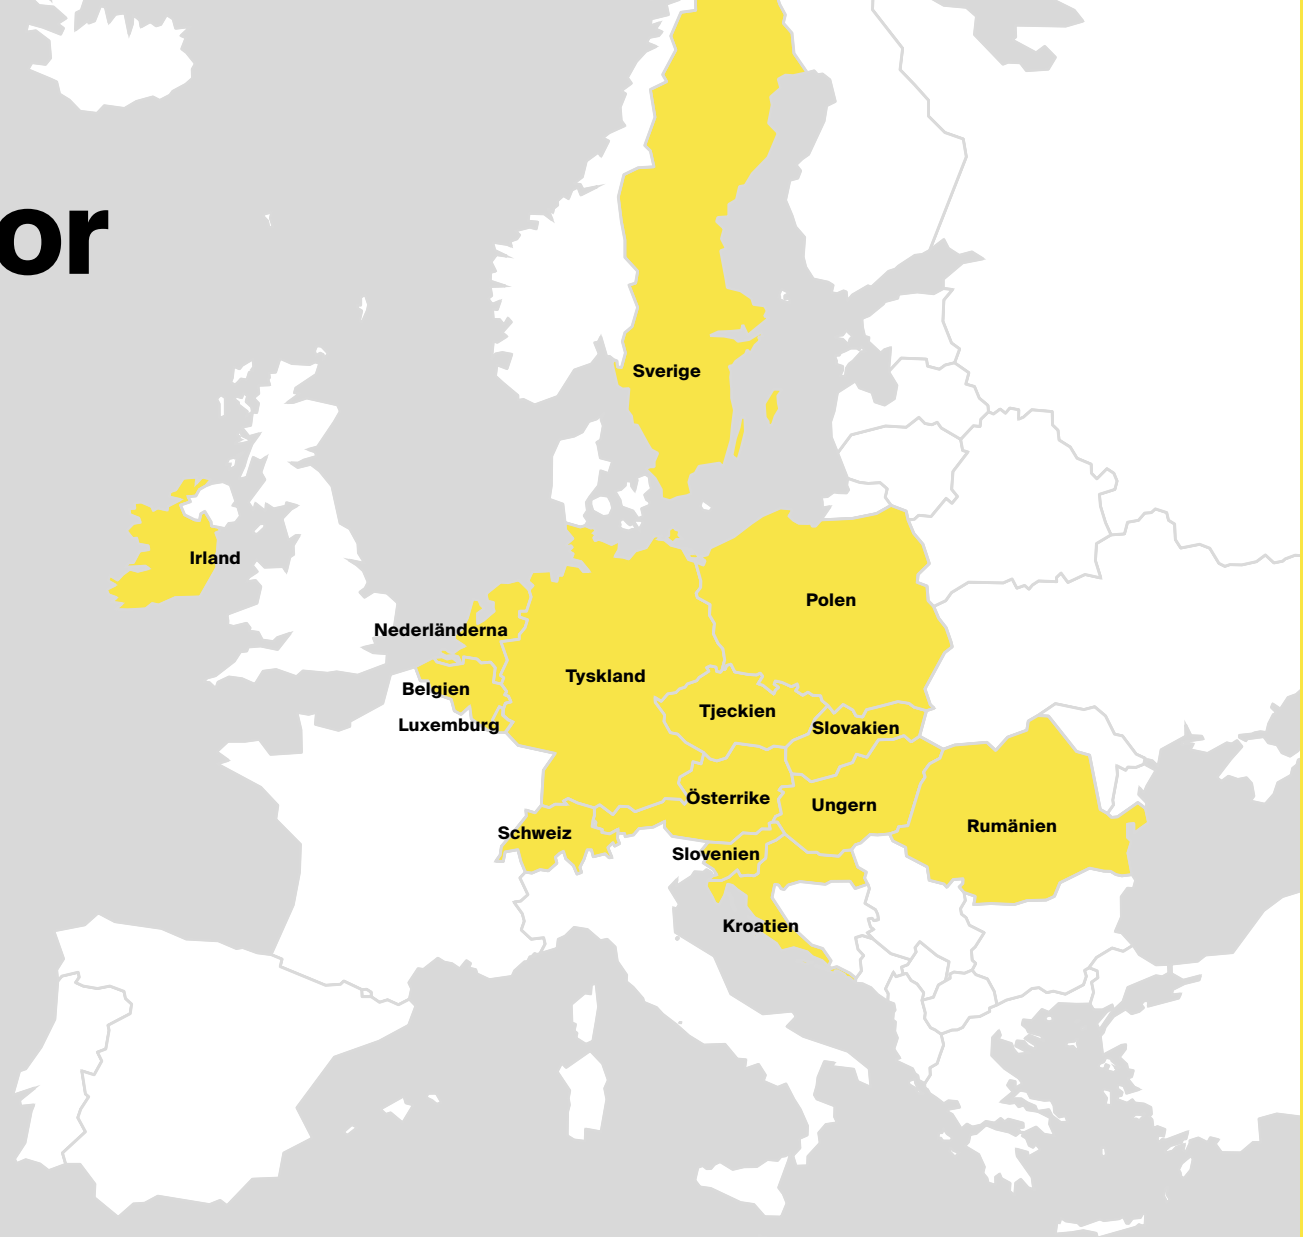 or
Sverige
Irland
Polen
Nederländerna
Tyskland
Belgien
Tjeckien
Luxemburg
Slovakien
Österrike
Ungern
Rumänien
Schweiz
Slovenien
Kroatien